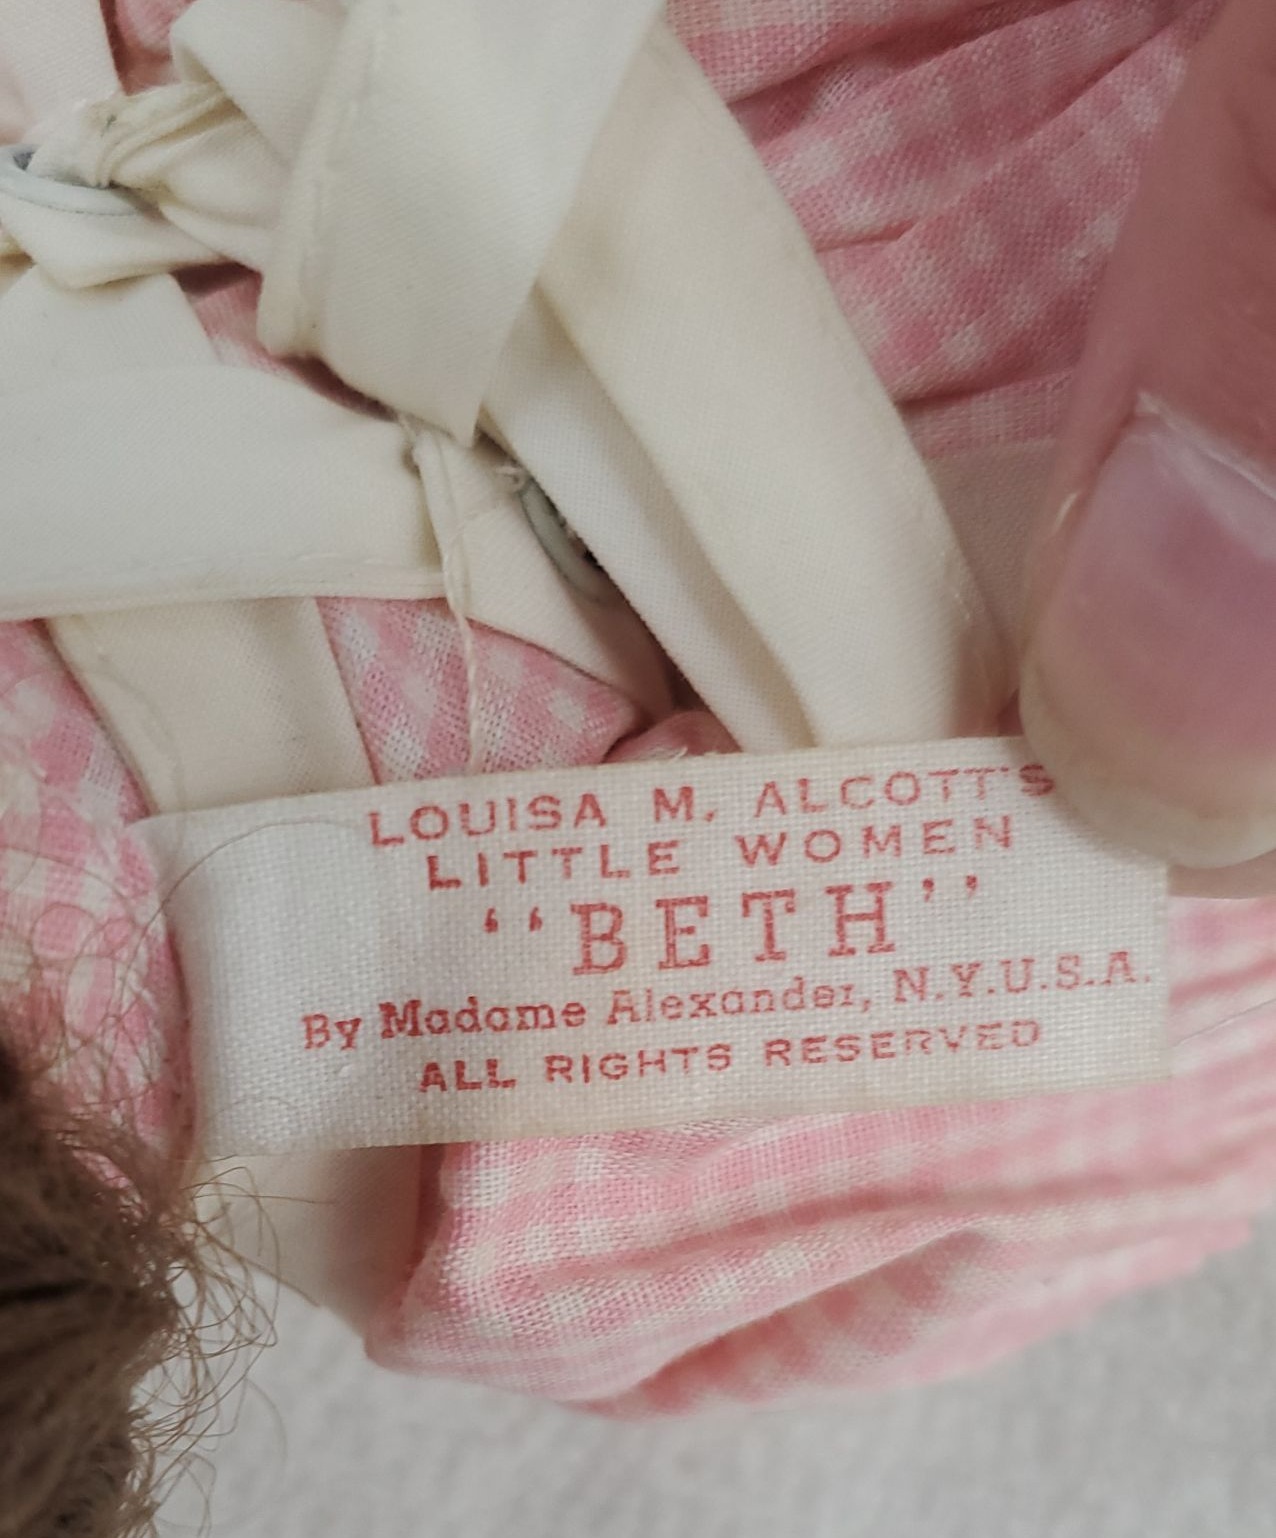 LOUISA M. ALCOTT'S
LITTLE WOMEN
“BETH”
By Madame Alexander, N.Y.U.S.A.
ALL RIGHTS RESERVED